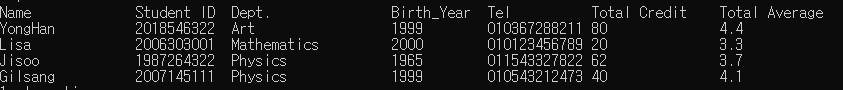 Name Student ID Dept. Birth_Year Tel Total Credit Total Average
YongHan 2018546322 Art 1999 010367288211 80 4.4
Lisa 2006303001 Mathematics 2000 010123456789 20 3.3
Jisoo 1987264322 Physics 1965 011543327822 62 3.7
Gilsang 2007145111 Physics 1999 010543212473 40 4.1